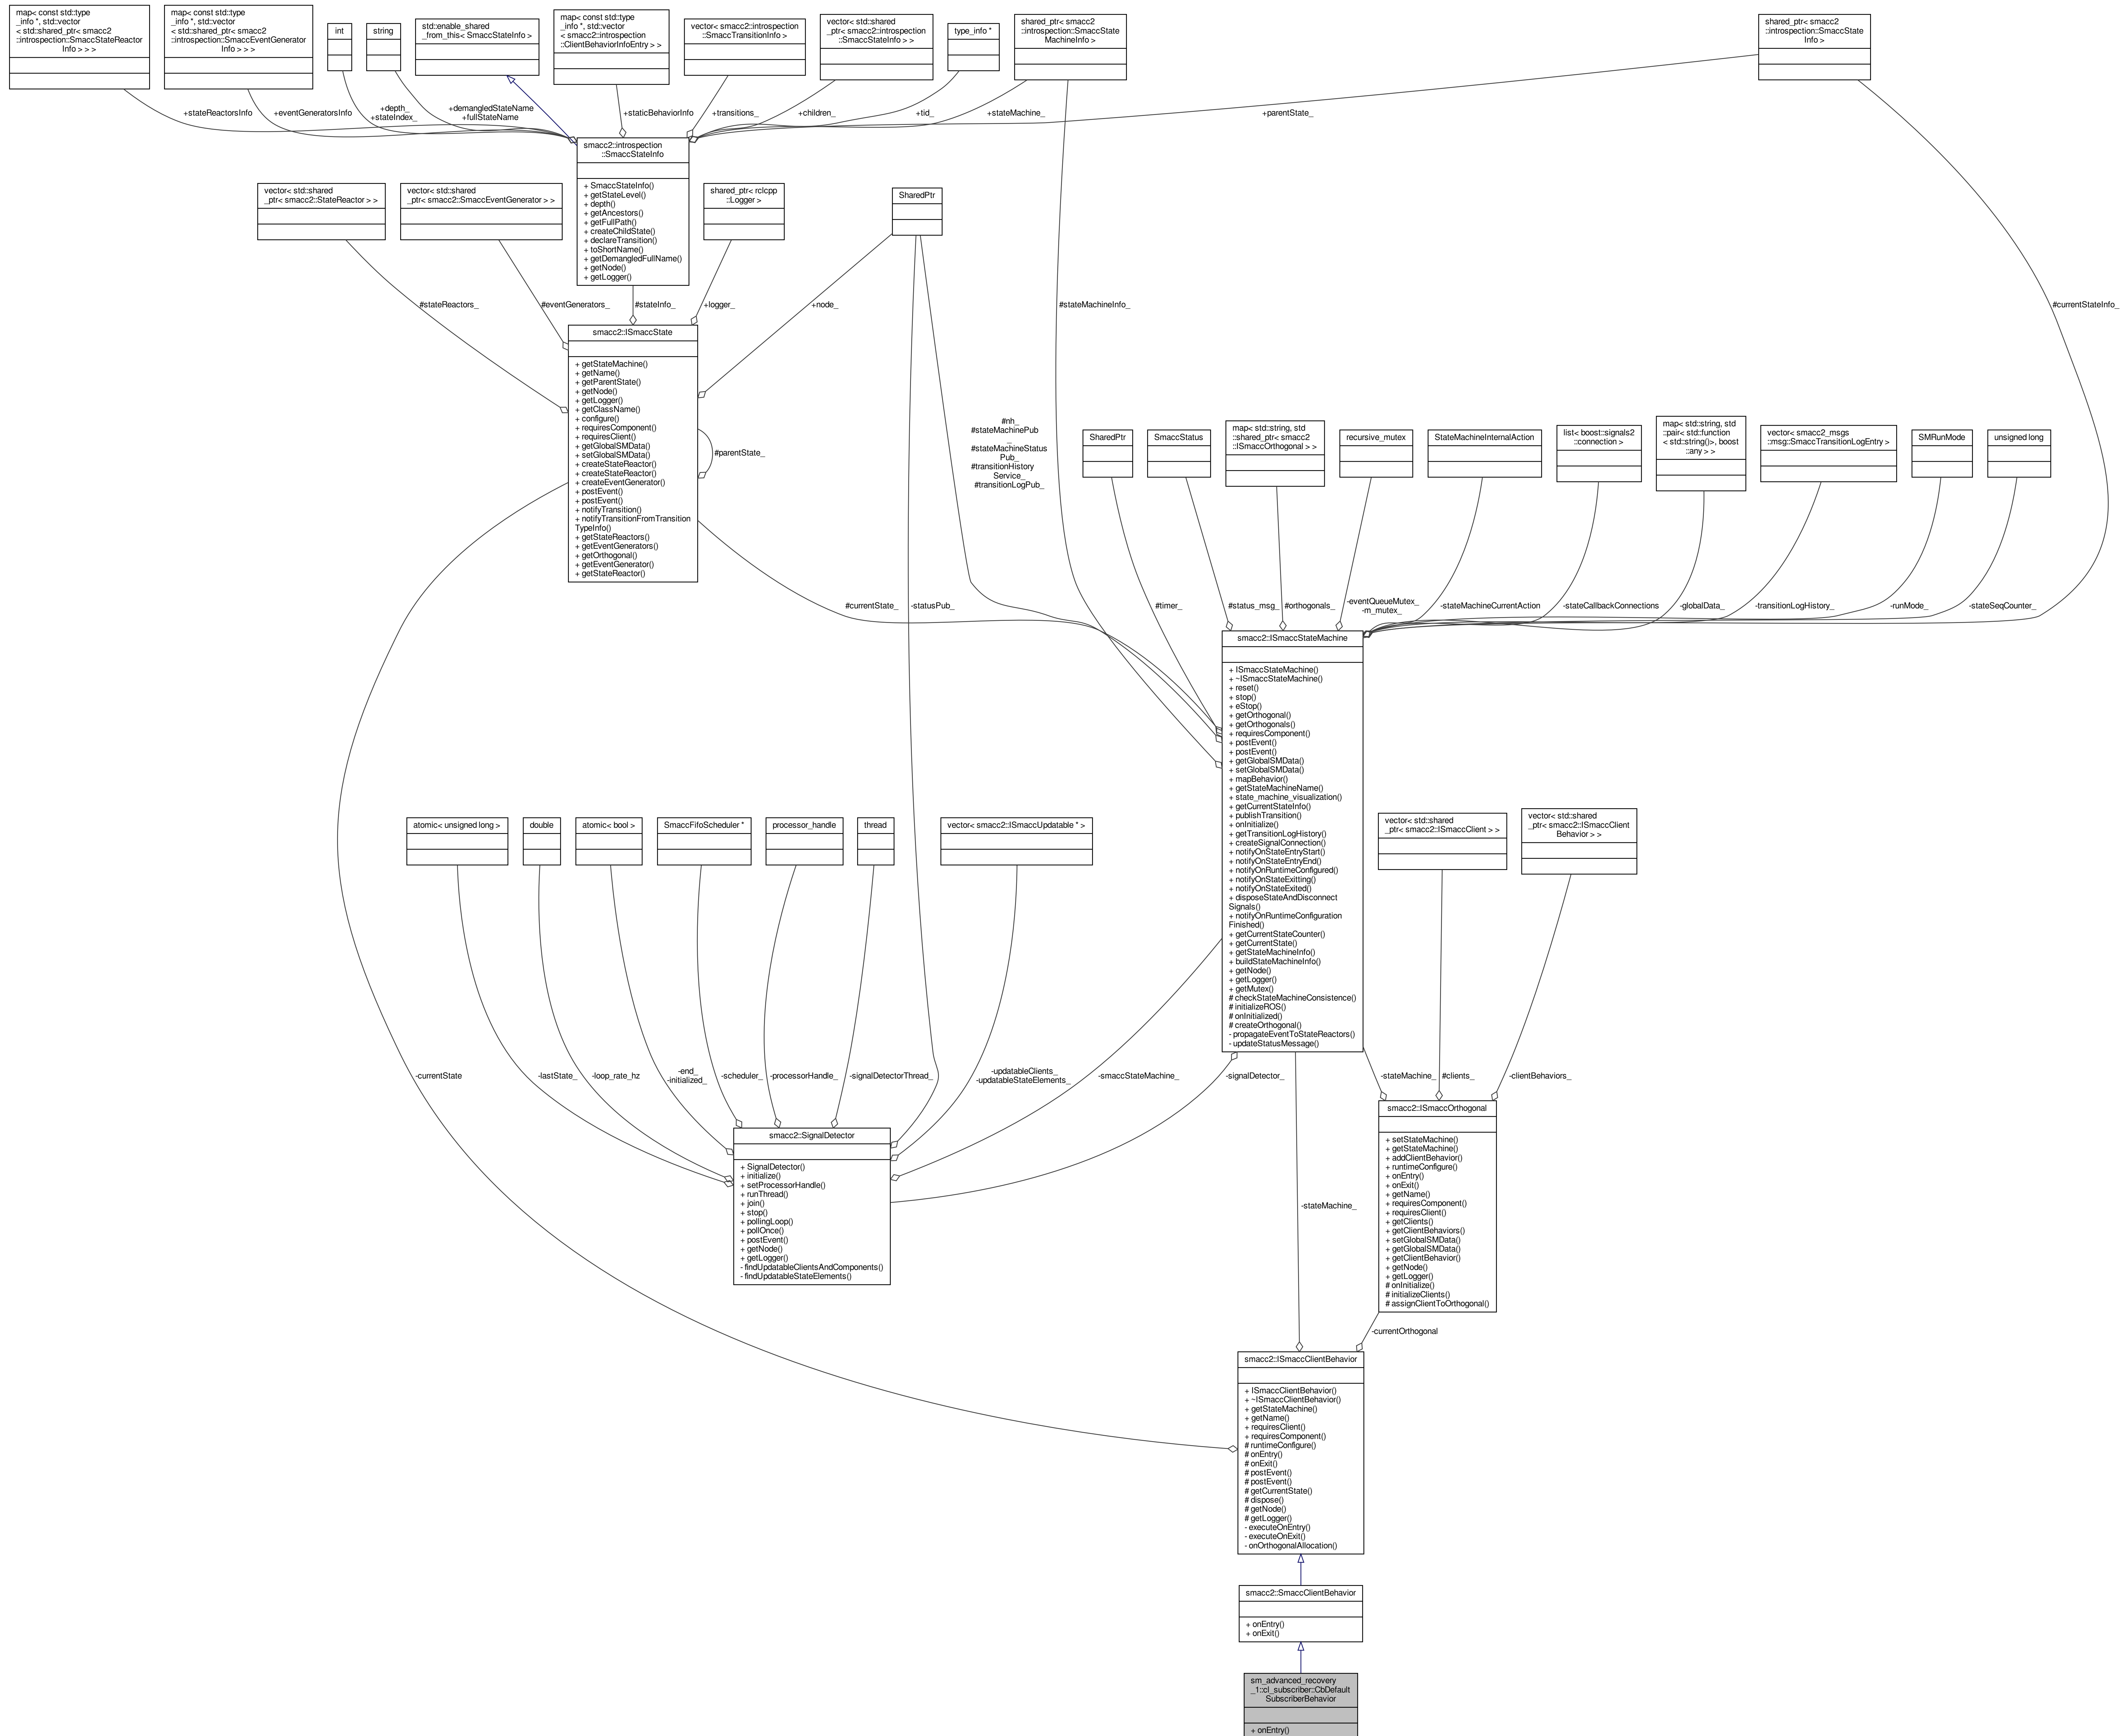 map< const std::type
_info *, std::vector
< std::shared_ptr< smacc2
::introspection::SmaccStateReactor
Info > > >
map< const std::type
_info *, std::vector
< std::shared_ptr< smacc2
::introspection::SmaccEventGenerator
Info > > >
int
string
std::enable_shared
_from_this< SmaccStateInfo >
map< const std::type
_info *, std::vector
< smacc2::introspection
::ClientBehaviorInfoEntry > >
vector< smacc2::introspection
::SmaccTransitionInfo >
vector< std::shared
_ptr< smacc2::introspection
::SmaccStateInfo > >
type_info *
shared_ptr< smacc2
::introspection::SmaccState
MachineInfo >
shared_ptr< smacc2
::introspection::SmaccState
Info >
+stateReactorsInfo
+eventGeneratorsInfo
+depth_
+stateIndex_
+demangledStateName
+fullStateName
+staticBehaviorInfo
+transitions_
+children_
+tid_
+stateMachine_
+parentState_
smacc2::introspection
::SmaccStateInfo
+ SmaccStateInfo()
+ getStateLevel()
+ depth()
+ getAncestors()
+ getFullPath()
+ createChildState()
+ declareTransition()
+ toShortName()
+ getDemangledFullName()
+ getNode()
+ getLogger()
vector< std::shared
_ptr< smacc2::StateReactor > >
vector< std::shared
_ptr< smacc2::SmaccEventGenerator > >
shared_ptr< rclcpp
::Logger >
SharedPtr
#stateReactors_
#eventGenerators_
#stateInfo_
+logger_
+node_
#stateMachineInfo_
#currentStateInfo_
smacc2::ISmaccState
+ getStateMachine()
+ getName()
+ getParentState()
+ getNode()
+ getLogger()
+ getClassName()
+ configure()
+ requiresComponent()
+ requiresClient()
+ getGlobalSMData()
+ setGlobalSMData()
+ createStateReactor()
+ createStateReactor()
+ createEventGenerator()
+ postEvent()
+ postEvent()
+ notifyTransition()
+ notifyTransitionFromTransition
TypeInfo()
+ getStateReactors()
+ getEventGenerators()
+ getOrthogonal()
+ getEventGenerator()
+ getStateReactor()
#parentState_
#nh_
#stateMachinePub
_
#stateMachineStatus
Pub_
#transitionHistory
Service_
#transitionLogPub_
SharedPtr
SmaccStatus
map< std::string, std
::shared_ptr< smacc2
::ISmaccOrthogonal > >
recursive_mutex
StateMachineInternalAction
list< boost::signals2
::connection >
map< std::string, std
::pair< std::function
< std::string()>, boost
::any > >
vector< smacc2_msgs
::msg::SmaccTransitionLogEntry >
SMRunMode
unsigned long
#currentState_
-statusPub_
#timer_
#status_msg_
#orthogonals_
-eventQueueMutex_
-m_mutex_
-stateMachineCurrentAction
-stateCallbackConnections
-globalData_
-transitionLogHistory_
-runMode_
-stateSeqCounter_
smacc2::ISmaccStateMachine
+ ISmaccStateMachine()
+ ~ISmaccStateMachine()
+ reset()
+ stop()
+ eStop()
+ getOrthogonal()
+ getOrthogonals()
+ requiresComponent()
+ postEvent()
+ postEvent()
+ getGlobalSMData()
+ setGlobalSMData()
+ mapBehavior()
+ getStateMachineName()
+ state_machine_visualization()
+ getCurrentStateInfo()
+ publishTransition()
+ onInitialize()
+ getTransitionLogHistory()
+ createSignalConnection()
+ notifyOnStateEntryStart()
+ notifyOnStateEntryEnd()
+ notifyOnRuntimeConfigured()
+ notifyOnStateExitting()
+ notifyOnStateExited()
+ disposeStateAndDisconnect
Signals()
+ notifyOnRuntimeConfiguration
Finished()
+ getCurrentStateCounter()
+ getCurrentState()
+ getStateMachineInfo()
+ buildStateMachineInfo()
+ getNode()
+ getLogger()
+ getMutex()
# checkStateMachineConsistence()
# initializeROS()
# onInitialized()
# createOrthogonal()
- propagateEventToStateReactors()
- updateStatusMessage()
atomic< unsigned long >
double
atomic< bool >
SmaccFifoScheduler *
processor_handle
thread
vector< smacc2::ISmaccUpdatable * >
vector< std::shared
_ptr< smacc2::ISmaccClient > >
vector< std::shared
_ptr< smacc2::ISmaccClient
Behavior > >
-currentState
-lastState_
-loop_rate_hz
-end_
-initialized_
-scheduler_
-processorHandle_
-signalDetectorThread_
-updatableClients_
-updatableStateElements_
-smaccStateMachine_
-signalDetector_
-stateMachine_
#clients_
-clientBehaviors_
smacc2::SignalDetector
+ SignalDetector()
+ initialize()
+ setProcessorHandle()
+ runThread()
+ join()
+ stop()
+ pollingLoop()
+ pollOnce()
+ postEvent()
+ getNode()
+ getLogger()
- findUpdatableClientsAndComponents()
- findUpdatableStateElements()
smacc2::ISmaccOrthogonal
+ setStateMachine()
+ getStateMachine()
+ addClientBehavior()
+ runtimeConfigure()
+ onEntry()
+ onExit()
+ getName()
+ requiresComponent()
+ requiresClient()
+ getClients()
+ getClientBehaviors()
+ setGlobalSMData()
+ getGlobalSMData()
+ getClientBehavior()
+ getNode()
+ getLogger()
# onInitialize()
# initializeClients()
# assignClientToOrthogonal()
-stateMachine_
-currentOrthogonal
smacc2::ISmaccClientBehavior
+ ISmaccClientBehavior()
+ ~ISmaccClientBehavior()
+ getStateMachine()
+ getName()
+ requiresClient()
+ requiresComponent()
# runtimeConfigure()
# onEntry()
# onExit()
# postEvent()
# postEvent()
# getCurrentState()
# dispose()
# getNode()
# getLogger()
- executeOnEntry()
- executeOnExit()
- onOrthogonalAllocation()
smacc2::SmaccClientBehavior
+ onEntry()
+ onExit()
sm_advanced_recovery
_1::cl_subscriber::CbDefault
SubscriberBehavior
+ onEntry()